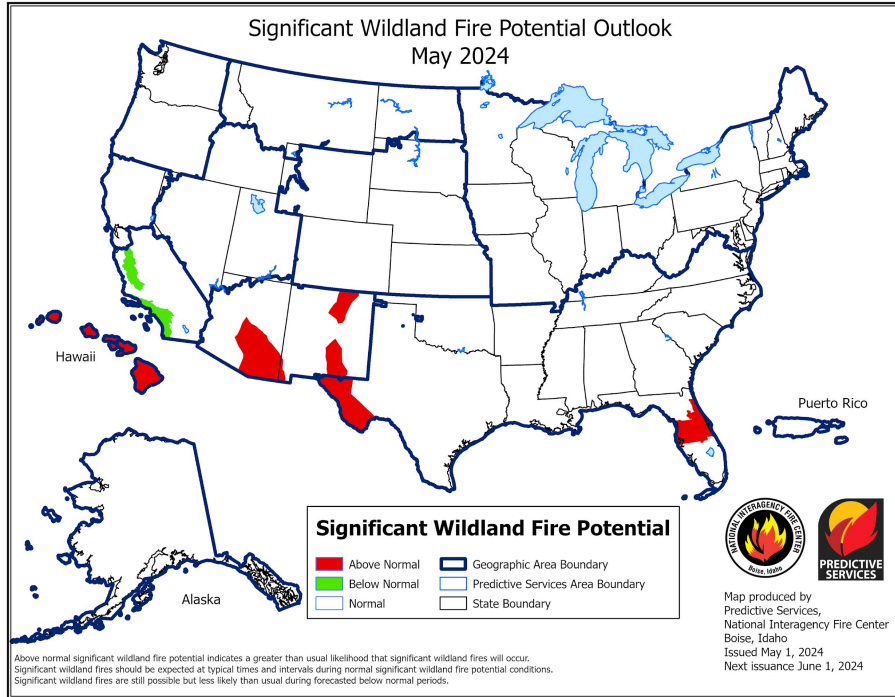 Significant Wildland Fire Potential Outlook
May 2024
Hawaii
Puerto Rico
Alaska
Significant Wildland Fire Potential
Above Normal
Below Normal
Normal
Geographic Area Boundary
Predictive Services Area Boundary
State Boundary
NATIONAL INTERAGENCY FIRE CENTER
Boise, Idaho
PREDICTIVE
SERVICES
Map produced by
Predictive Services,
National Interagency Fire Center
Boise, Idaho
Issued May 1, 2024
Next issuance June 1, 2024
Above normal significant wildland fire potential indicates a greater than usual likelihood that significant wildland fires will occur.
Significant wildland fires should be expected at typical times and intervals during normal significant wildland fire potential conditions.
Significant wildland fires are still possible but less likely than usual during forecasted below normal periods.